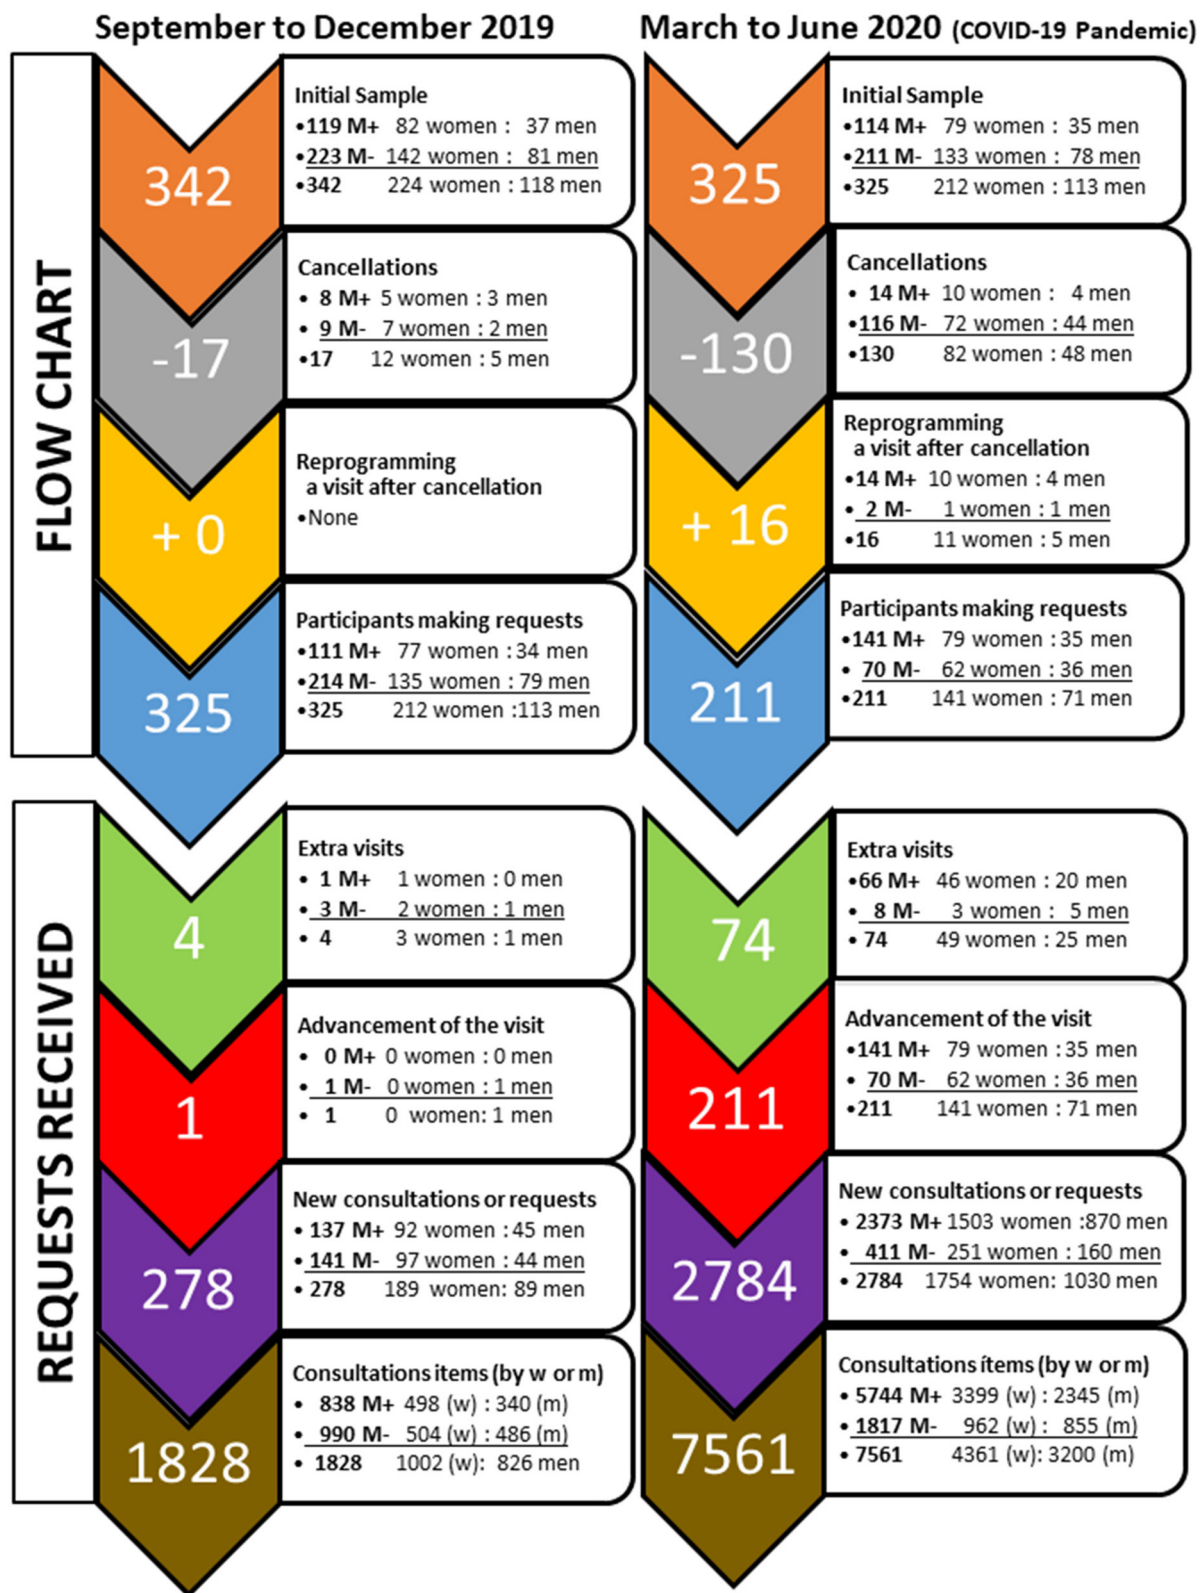 September to December 2019
FLOW CHART
342
Initial Sample
•119 M+ 82 women : 37 men
•223 M- 142 women : 81 men
•342 224 women : 118 men
-17
Cancellations
• 8 M+ 5 women : 3 men
• 9 M- 7 women : 2 men
•17 12 women : 5 men
+ 0
Reprogramming
a visit after cancellation
•None
325
Participants making requests
•111 M+ 77 women : 34 men
•214 M- 135 women : 79 men
•325 212 women :113 men
REQUESTS RECEIVED
4
Extra visits
• 1 M+ 1 women : 0 men
• 3 M- 2 women : 1 men
• 4 3 women : 1 men
1
Advancement of the visit
• 0 M+ 0 women : 0 men
• 1 M- 0 women : 1 men
• 1 0 women: 1 men
278
New consultations or requests
• 137 M+ 92 women : 45 men
• 141 M- 97 women : 44 men
• 278 189 women: 89 men
1828
Consultations items (by w or m)
• 838 M+ 498 (w) : 340 (m)
• 990 M- 504 (w) : 486 (m)
• 1828 1002 (w): 826 men
March to June 2020 (COVID-19 Pandemic)
325
Initial Sample
•114 M+ 79 women : 35 men
•211 M- 133 women : 78 men
•325 212 women : 113 men
-130
Cancellations
• 14 M+ 10 women : 4 men
•116 M- 72 women : 44 men
•130 82 women : 48 men
+ 16
Reprogramming
a visit after cancellation
•14 M+ 10 women : 4 men
• 2 M- 1 women : 1 men
•16 11 women : 5 men
211
Participants making requests
•141 M+ 79 women : 35 men
• 70 M- 62 women : 36 men
•211 141 women : 71 men
74
Extra visits
•66 M+ 46 women : 20 men
• 8 M- 3 women : 5 men
• 74 49 women : 25 men
211
Advancement of the visit
•141 M+ 79 women : 35 men
• 70 M- 62 women : 36 men
•211 141 women : 71 men
2784
New consultations or requests
• 2373 M+ 1503 women :870 men
• 411 M- 251 women : 160 men
• 2784 1754 women: 1030 men
7561
Consultations ítems (by w or m)
• 5744 M+ 3399 (w) : 2345 (m)
• 1817 M- 962 (w) : 855 (m)
• 7561 4361 (w): 3200 (m)